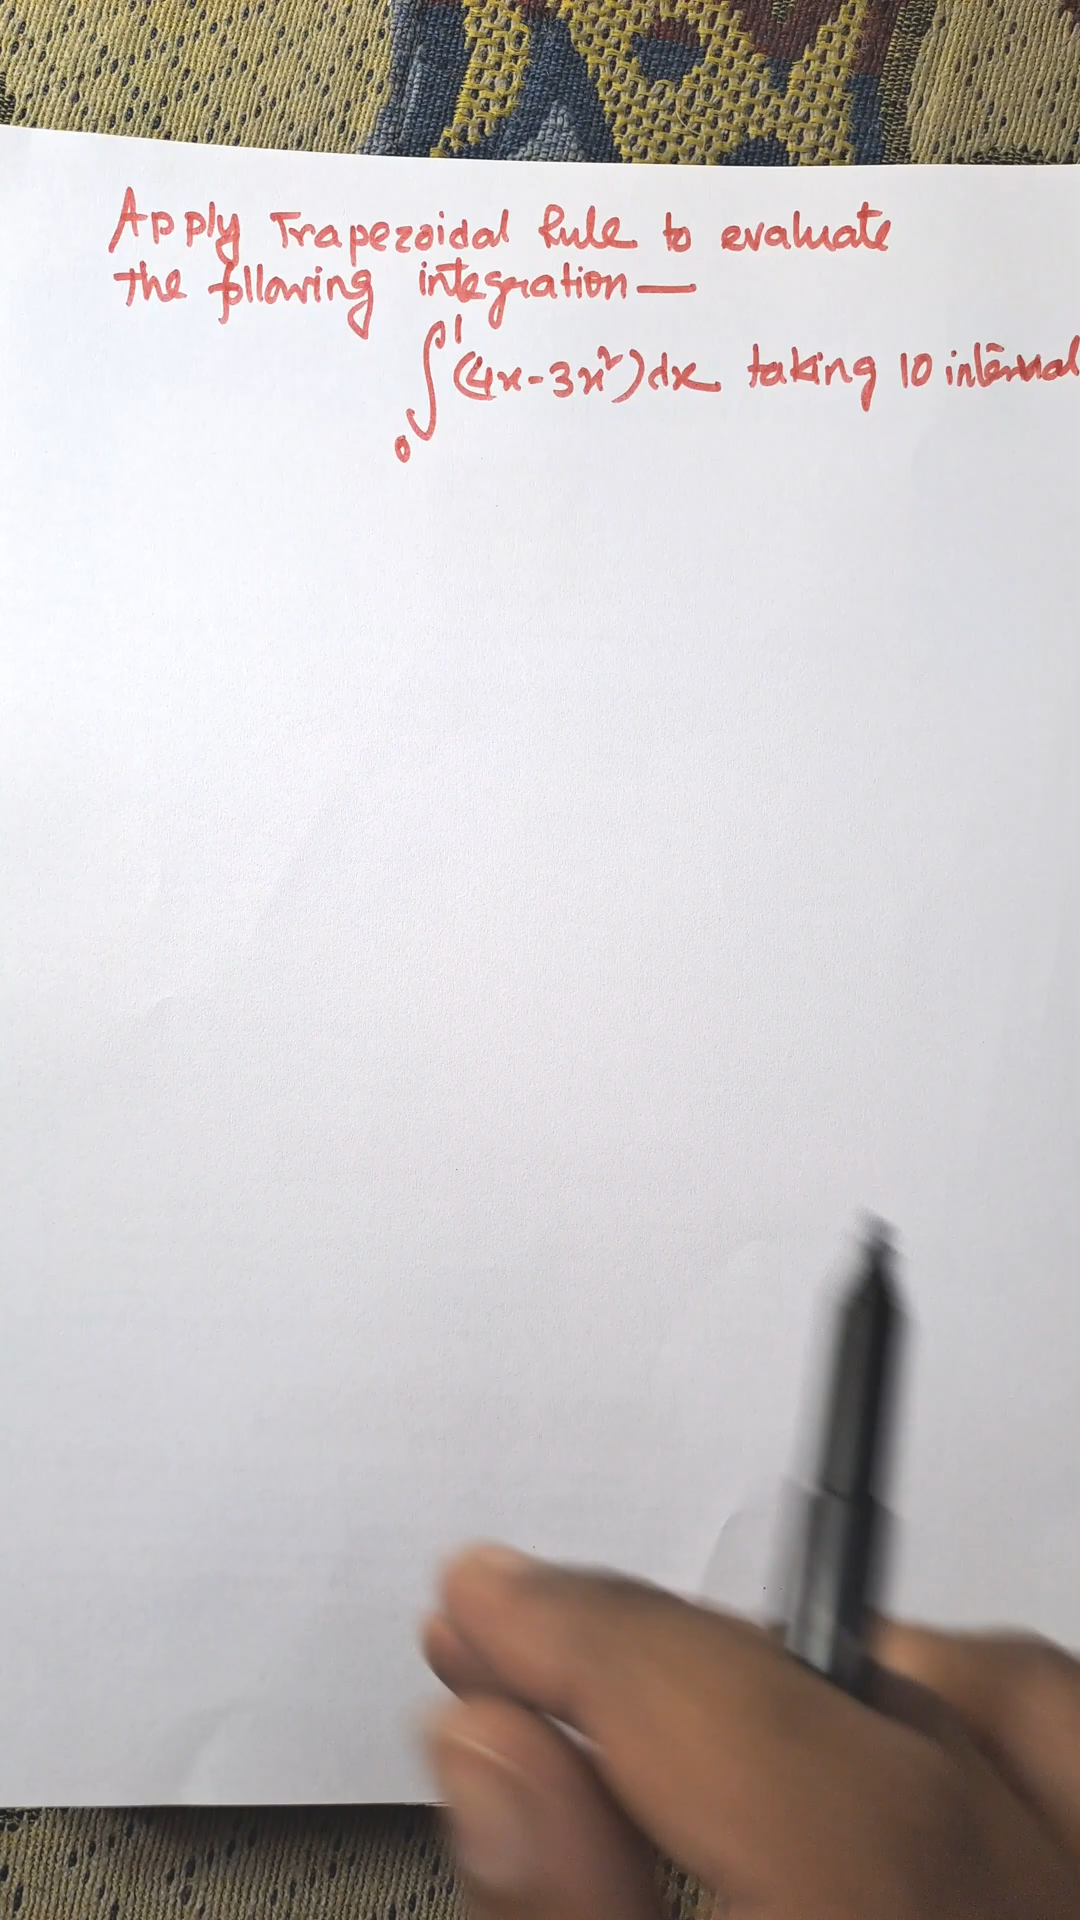 Apply Trapezoidal Rule to evaluate
the following integration —
∫₀¹ (4x-3x²)dx taking 10 interval